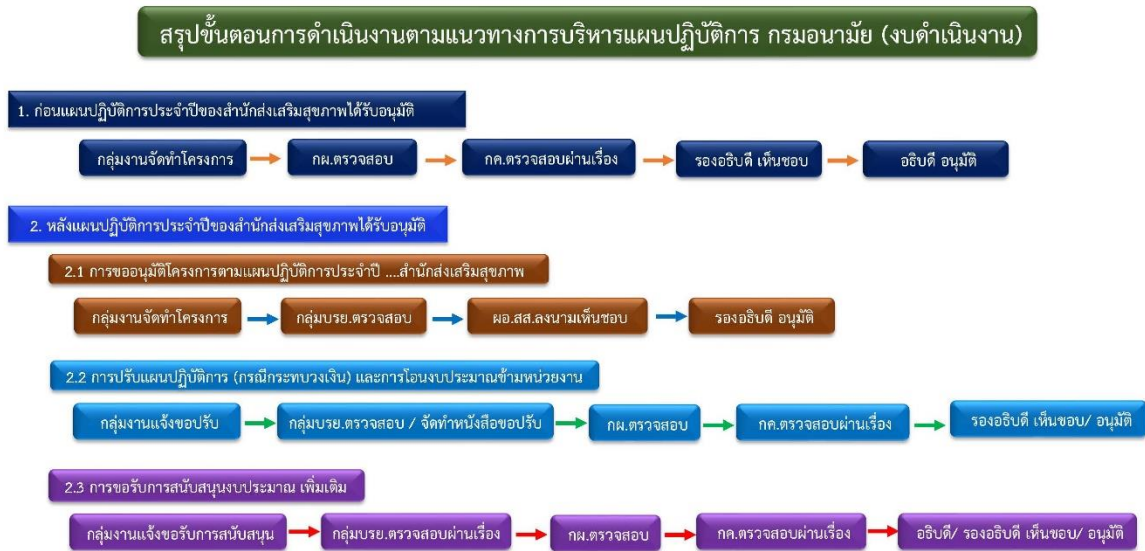 สรุปขั้นตอนการดำเนินงานตามแนวทางการบริหารแผนปฏิบัติการ กรมอนามัย (งบดำเนินงาน)
1. ก่อนแผนปฏิบัติการประจำปีของสำนักส่งเสริมสุขภาพได้รับอนุมัติ
กลุ่มงานจัดทำโครงการ
กผ.ตรวจสอบ
กค.ตรวจสอบผ่านเรื่อง
รองอธิบดี เห็นชอบ
อธิบดี อนุมัติ
2. หลังแผนปฏิบัติการประจำปีของสำนักส่งเสริมสุขภาพได้รับอนุมัติ
2.1 การขออนุมัติโครงการตามแผนปฏิบัติการประจำปี ....สำนักส่งเสริมสุขภาพ
กลุ่มงานจัดทำโครงการ
กลุ่มบรย.ตรวจสอบ
ผอ.สส.ลงนามเห็นชอบ
รองอธิบดี อนุมัติ
2.2 การปรับแผนปฏิบัติการ (กรณีกระทบวงเงิน) และการโอนงบประมาณข้ามหน่วยงาน
กลุ่มงานแจ้งขอปรับ
กลุ่มบรย.ตรวจสอบ / จัดทำหนังสือขอปรับ
กผ.ตรวจสอบ
กค.ตรวจสอบผ่านเรื่อง
รองอธิบดี เห็นชอบ/ อนุมัติ
2.3 การขอรับการสนับสนุนงบประมาณ เพิ่มเติม
กลุ่มงานแจ้งขอรับการสนับสนุน
กลุ่มบรย.ตรวจสอบผ่านเรื่อง
กผ.ตรวจสอบ
กค.ตรวจสอบผ่านเรื่อง
อธิบดี/ รองอธิบดี เห็นชอบ/ อนุมัติ